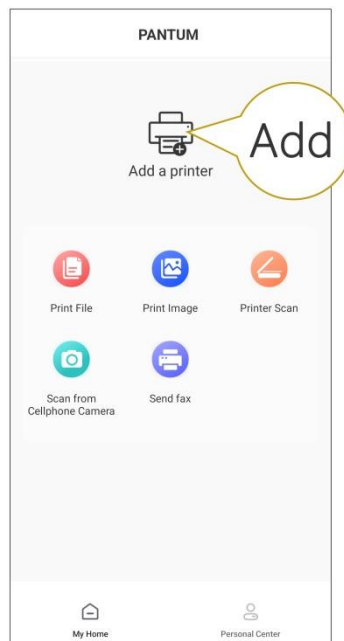 PANTUM
Add
Add a printer
Print File
Print Image
Printer Scan
Scan from
Cellphone Camera
Send fax
My Home
Personal Center